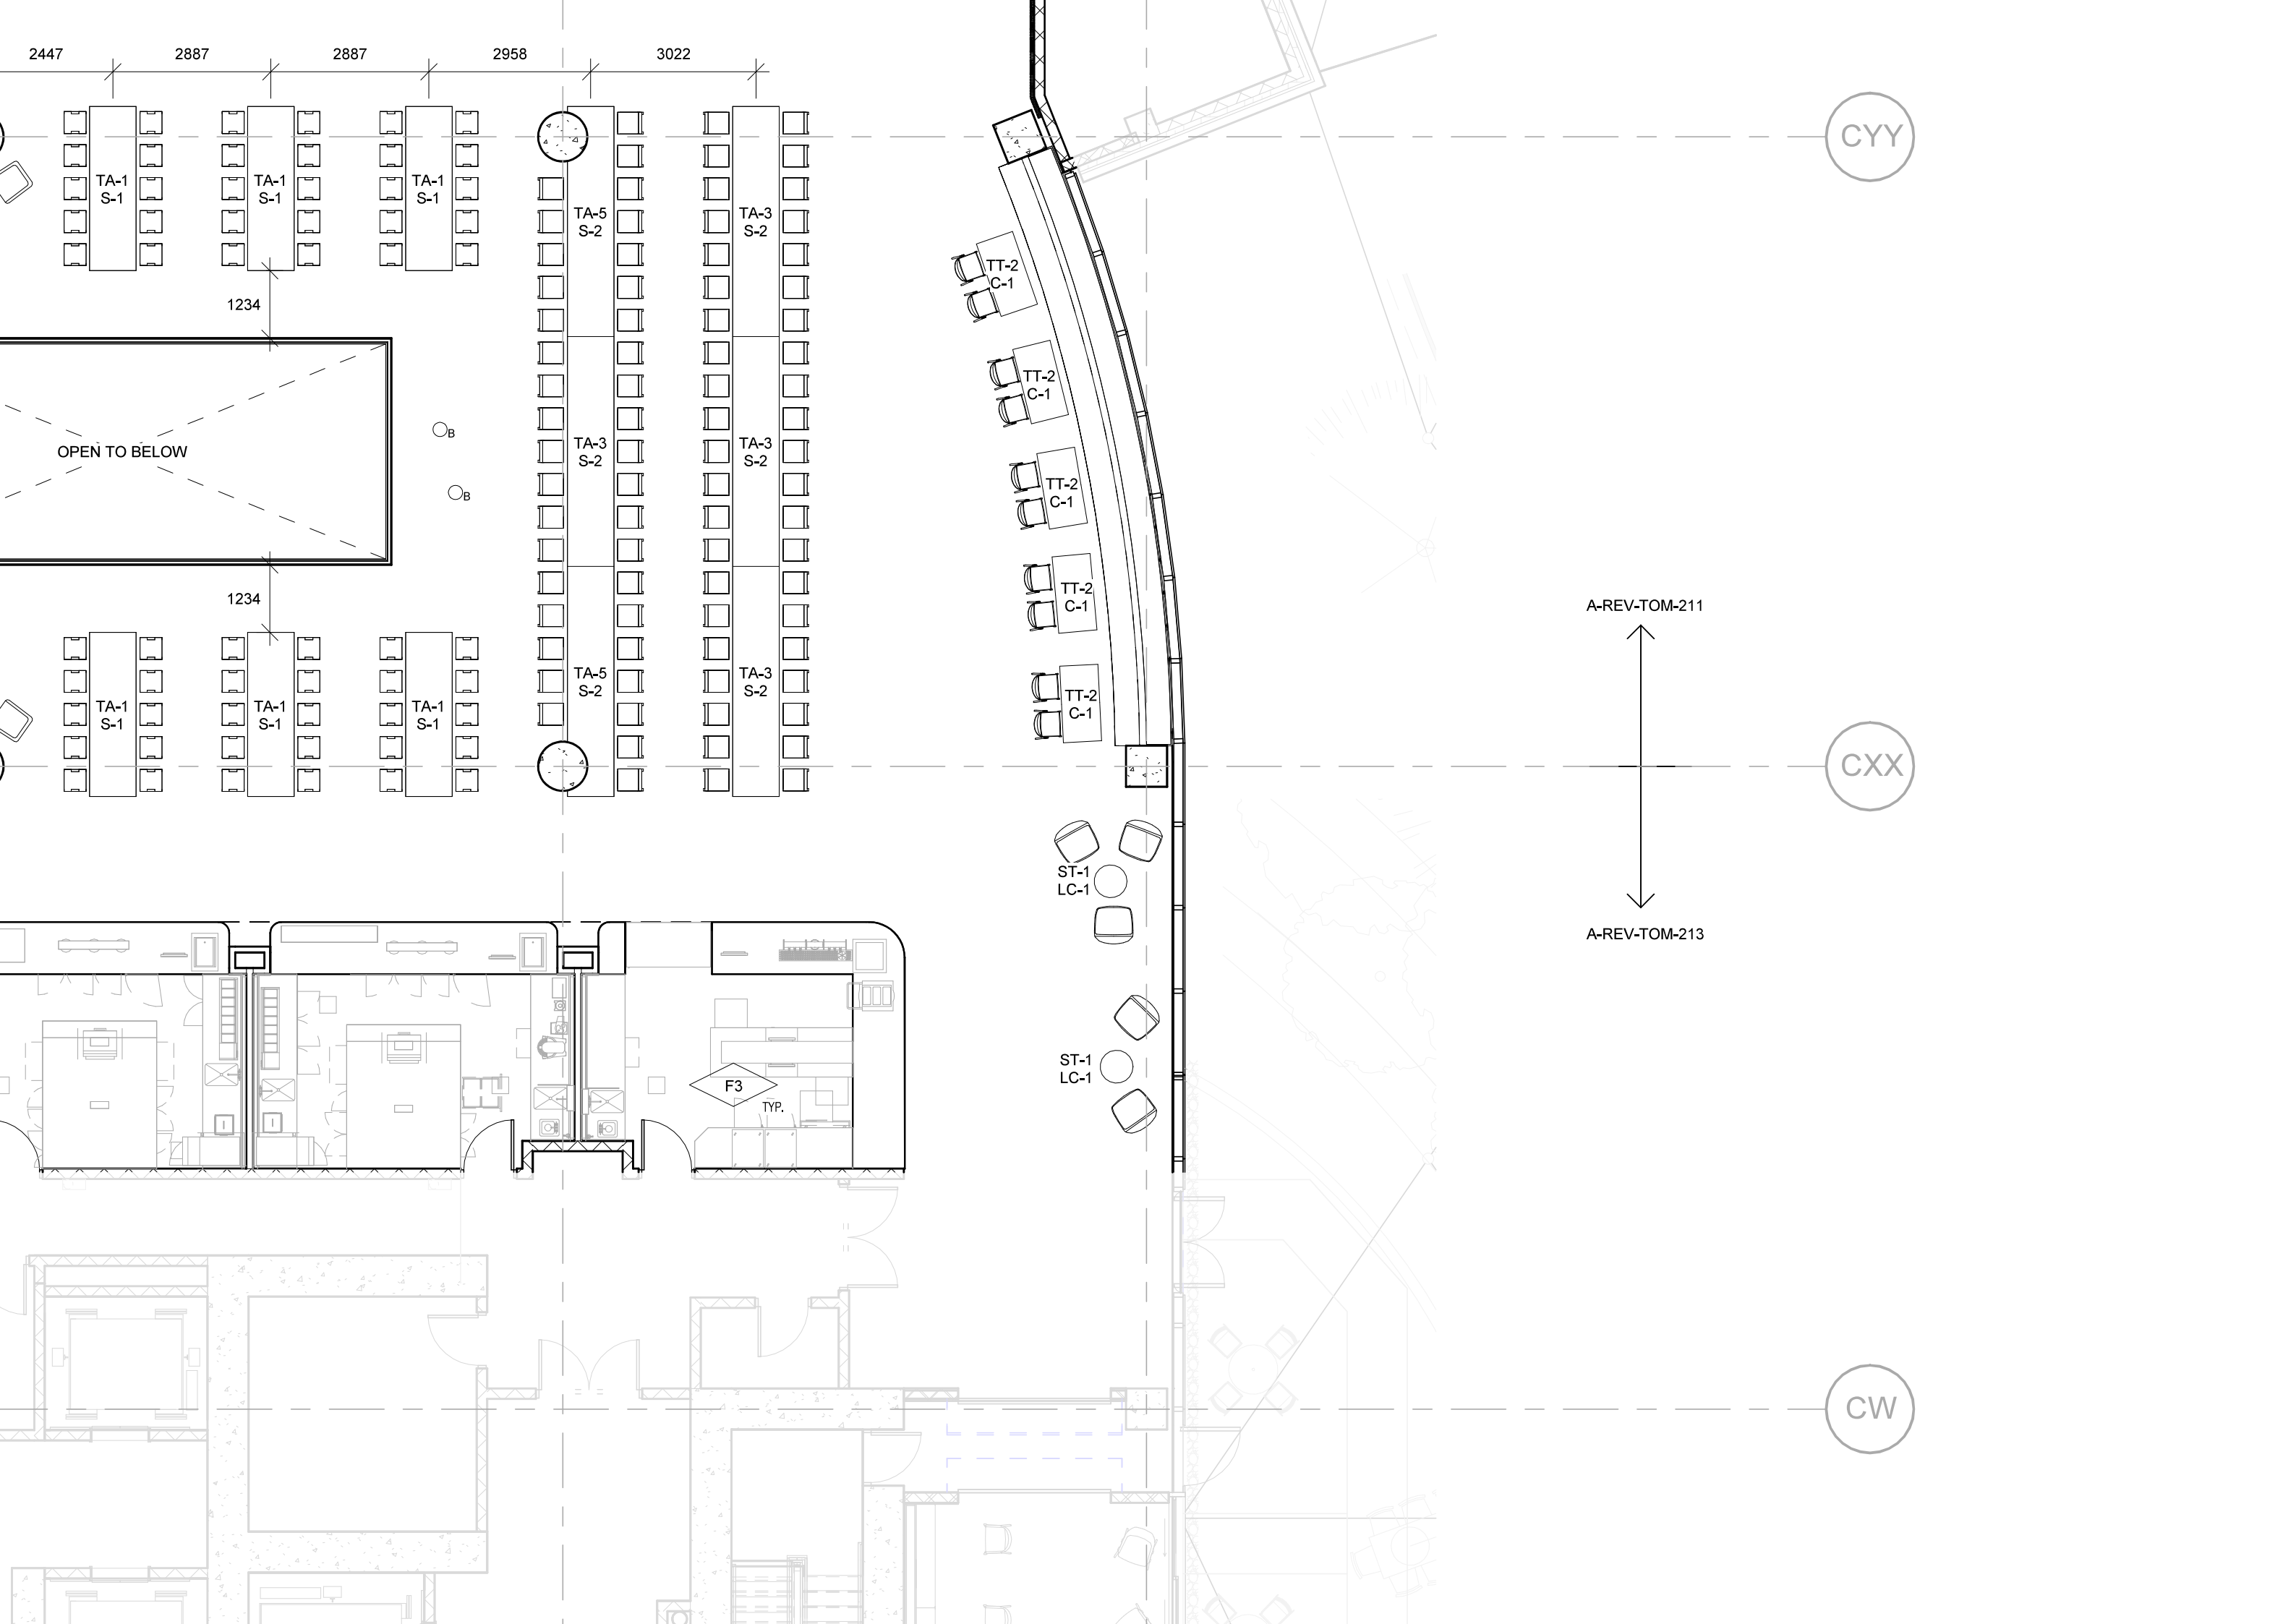 2447
2887
2887
2958
3022
CYY
TA-1
S-1
TA-1
S-1
TA-1
S-1
TA-5
S-2
TA-3
S-2
TT-2
C-1
1234
TT-2
C-1
OPEN TO BELOW
B
B
TA-3
S-2
TA-3
S-2
TT-2
C-1
1234
TT-2
C-1
A-REV-TOM-211
TA-1
S-1
TA-1
S-1
TA-1
S-1
TA-5
S-2
TA-3
S-2
TT-2
C-1
CXX
ST-1
LC-1
A-REV-TOM-213
ST-1
LC-1
F3
TYP.
CW